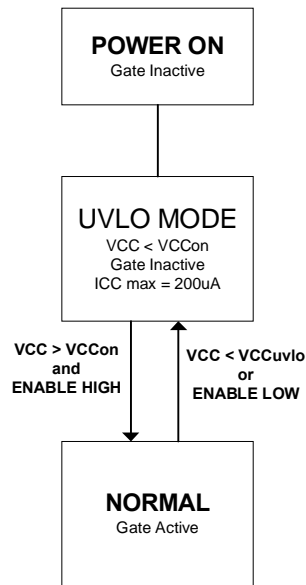 POWER ON
Gate Inactive
UVLO MODE
VCC < VCCon
Gate Inactive
ICC max = 200uA
VCC > VCCon
and
ENABLE HIGH
VCC < VCCuvlo
or
ENABLE LOW
NORMAL
Gate Active